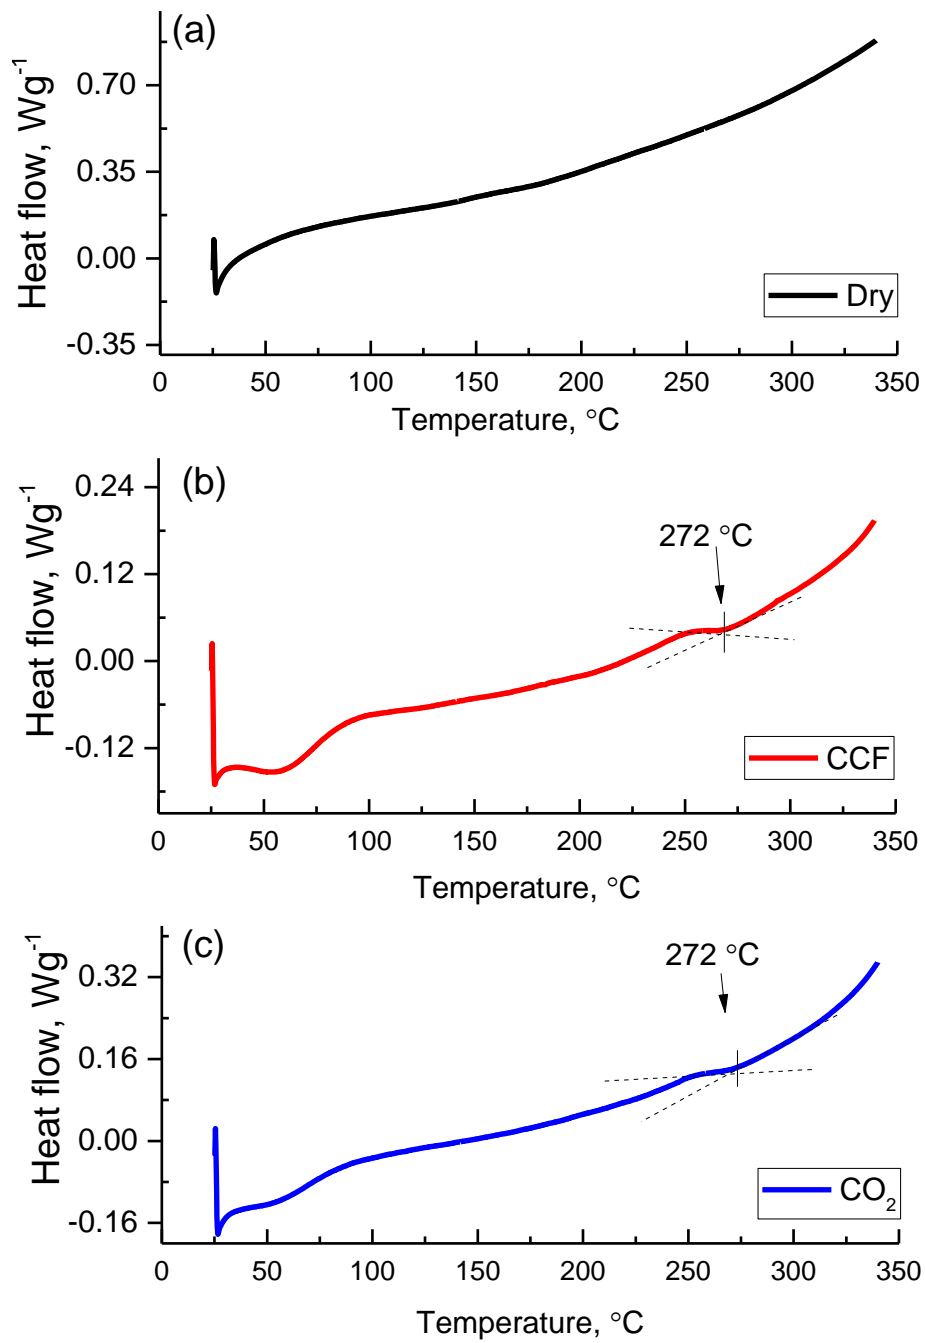 (a)
Heat flow, Wg⁻¹
0.70
0.35
0.00
-0.35
Dry
0 50 100 150 200 250 300 350
Temperature, °C
(b)
Heat flow, Wg⁻¹
0.24
0.12
0.00
-0.12
272 °C
CCF
0 50 100 150 200 250 300 350
Temperature, °C
(c)
Heat flow, Wg⁻¹
0.32
0.16
0.00
-0.16
272 °C
CO₂
0 50 100 150 200 250 300 350
Temperature, °C